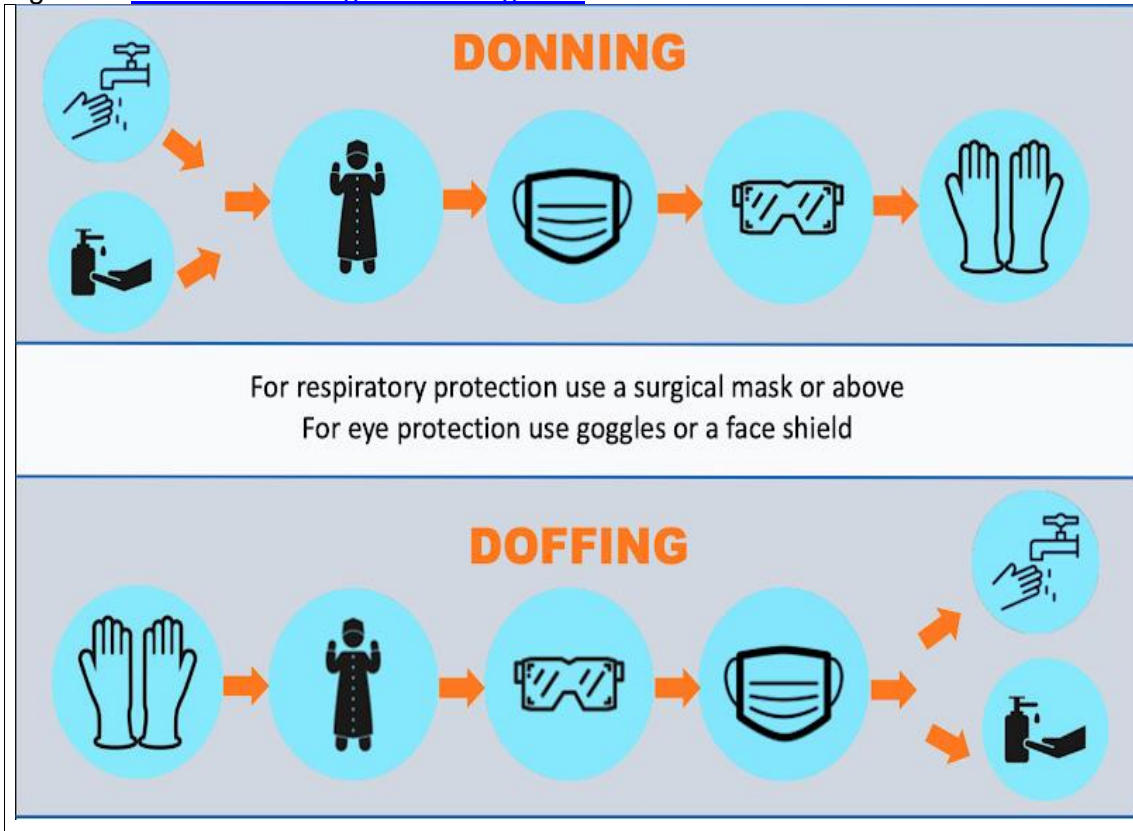 DONNING
For respiratory protection use a surgical mask or above
For eye protection use goggles or a face shield
DOFFING